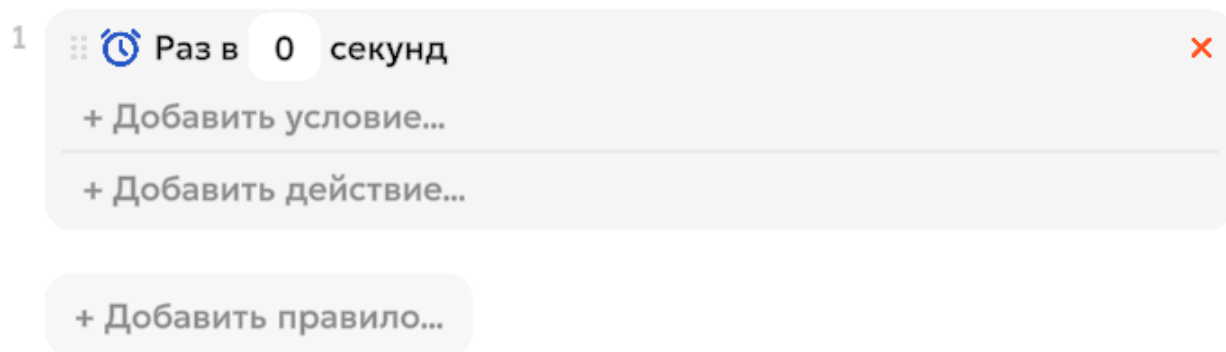 1
Раз в 0 секунд
+ Добавить условие...
+ Добавить действие...
+ Добавить правило...